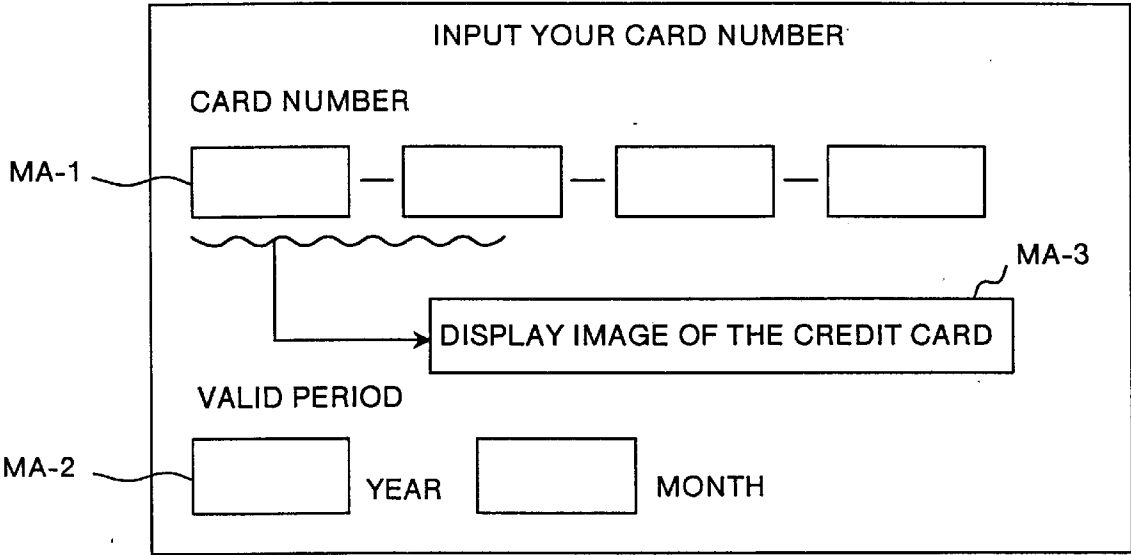 INPUT YOUR CARD NUMBER
CARD NUMBER
MA-1
MA-3
DISPLAY IMAGE OF THE CREDIT CARD
VALID PERIOD
MA-2
YEAR
MONTH